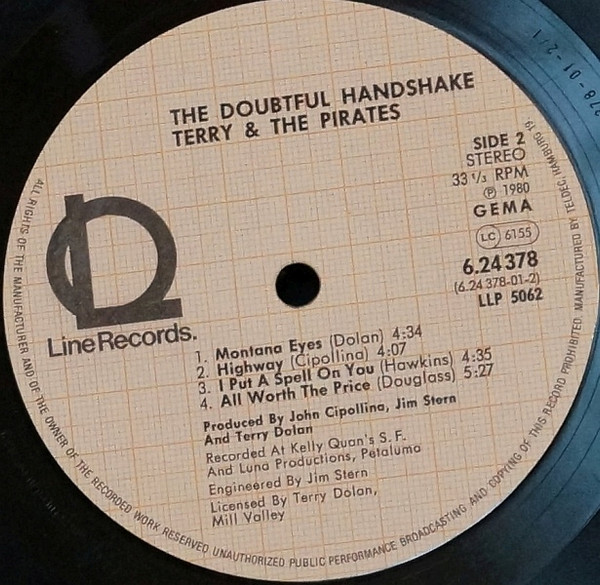 THE DOUBTFUL HANDSHAKE
TERRY & THE PIRATES
SIDE 2
STEREO
33 1/3 RPM
℗ 1980
GEMA
LC 6155
6.24378
(6.24 378-01-2)
LLP 5062
LineRecords.
1. Montana Eyes (Dolan) 4:34
2. Highway (Cipollina) 4:07
3. I Put A Spell On You (Hawkins) 4:35
4. All Worth The Price (Douglass) 5:27
Produced By John Cipollina, Jim Stern
And Terry Dolan
Recorded At Kelly Quan's S. F.
And Luna Productions, Petaluma
Engineered By Jim Stern
Licensed By Terry Dolan,
Mill Valley
ALL RIGHTS OF THE MANUFACTURER AND OF THE OWNER OF THE RECORDED WORK RESERVED UNAUTHORIZED PUBLIC PERFORMANCE BROADCASTING AND COPYING OF THIS RECORD PROHIBITED. MANUFACTURED BY TELDEC, HAMBURG 19